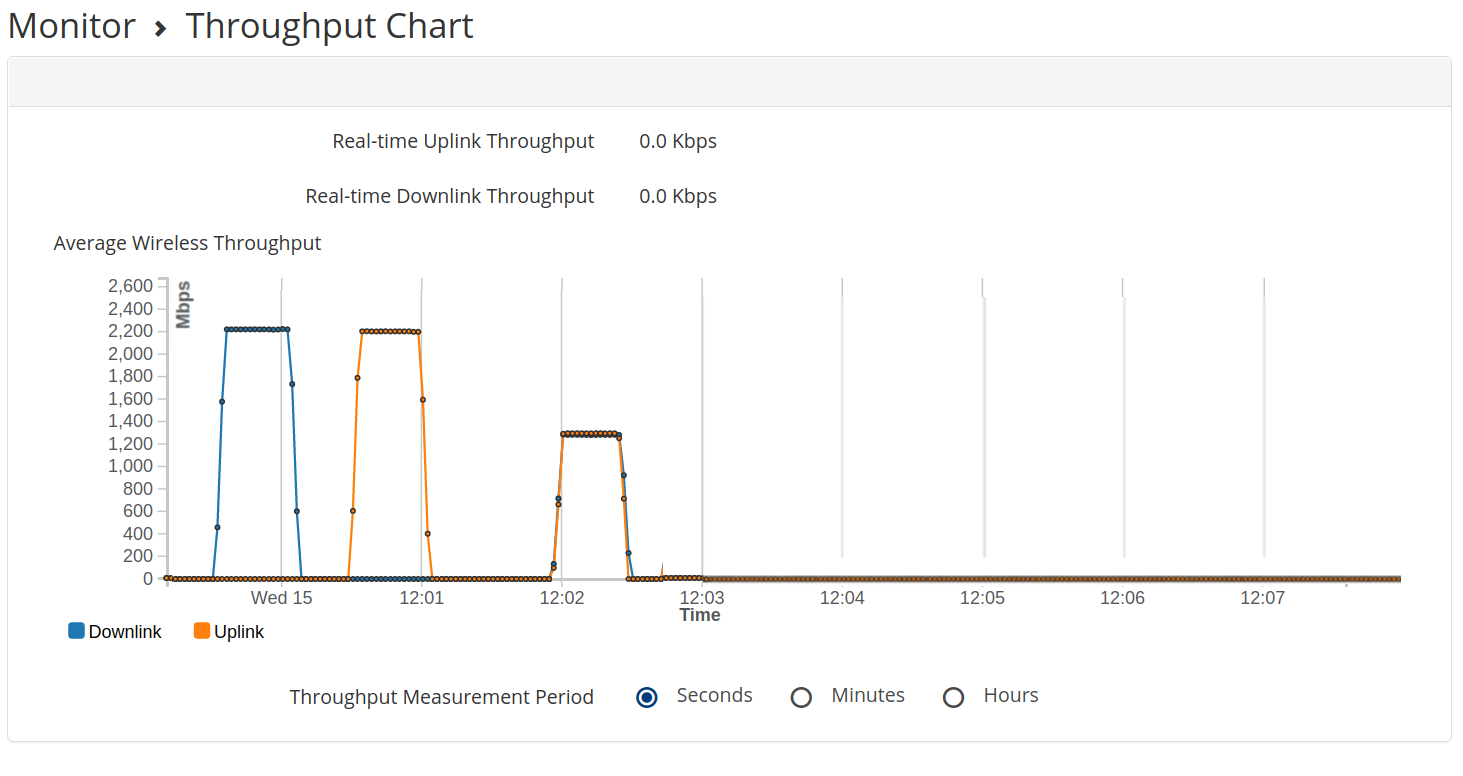 Monitor > Throughput Chart
Real-time Uplink Throughput 0.0 Kbps
Real-time Downlink Throughput 0.0 Kbps
Average Wireless Throughput
Mbps
2,600
2,400
2,200
2,000
1,800
1,600
1,400
1,200
1,000
800
600
400
200
0
Wed 15 12:01 12:02 12:03 12:04 12:05 12:06 12:07
Time
Downlink Uplink
Throughput Measurement Period Seconds Minutes Hours